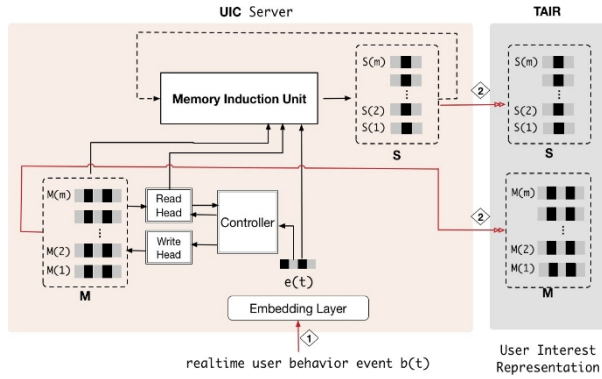 UIC Server
TAIR
S(m)
S(2)
S(1)
S
Memory Induction Unit
2
S(m)
S(2)
S(1)
S
M(m)
M(2)
M(1)
M
Read
Head
Write
Head
Controller
e(t)
2
M(m)
M(2)
M(1)
M
Embedding Layer
1
realtime user behavior event b(t)
User Interest
Representation